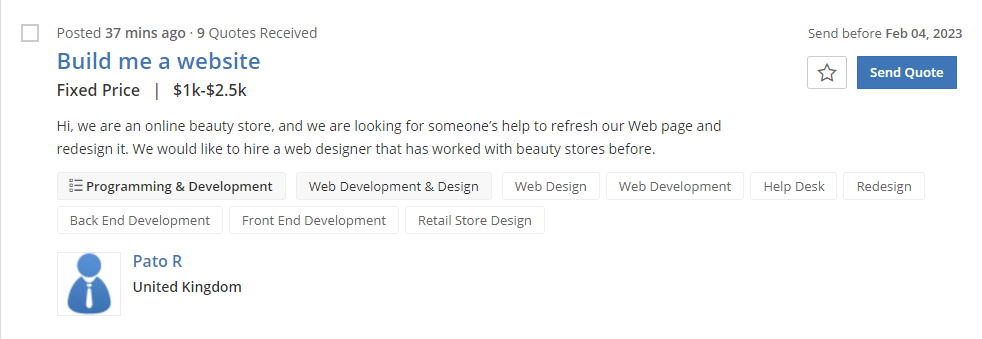 Posted 37 mins ago · 9 Quotes Received
Send before Feb 04, 2023
Build me a website
Send Quote
Fixed Price | $1k-$2.5k
Hi, we are an online beauty store, and we are looking for someone’s help to refresh our Web page and
redesign it. We would like to hire a web designer that has worked with beauty stores before.
Programming & Development Web Development & Design Web Design Web Development Help Desk Redesign
Back End Development Front End Development Retail Store Design
Pato R
United Kingdom